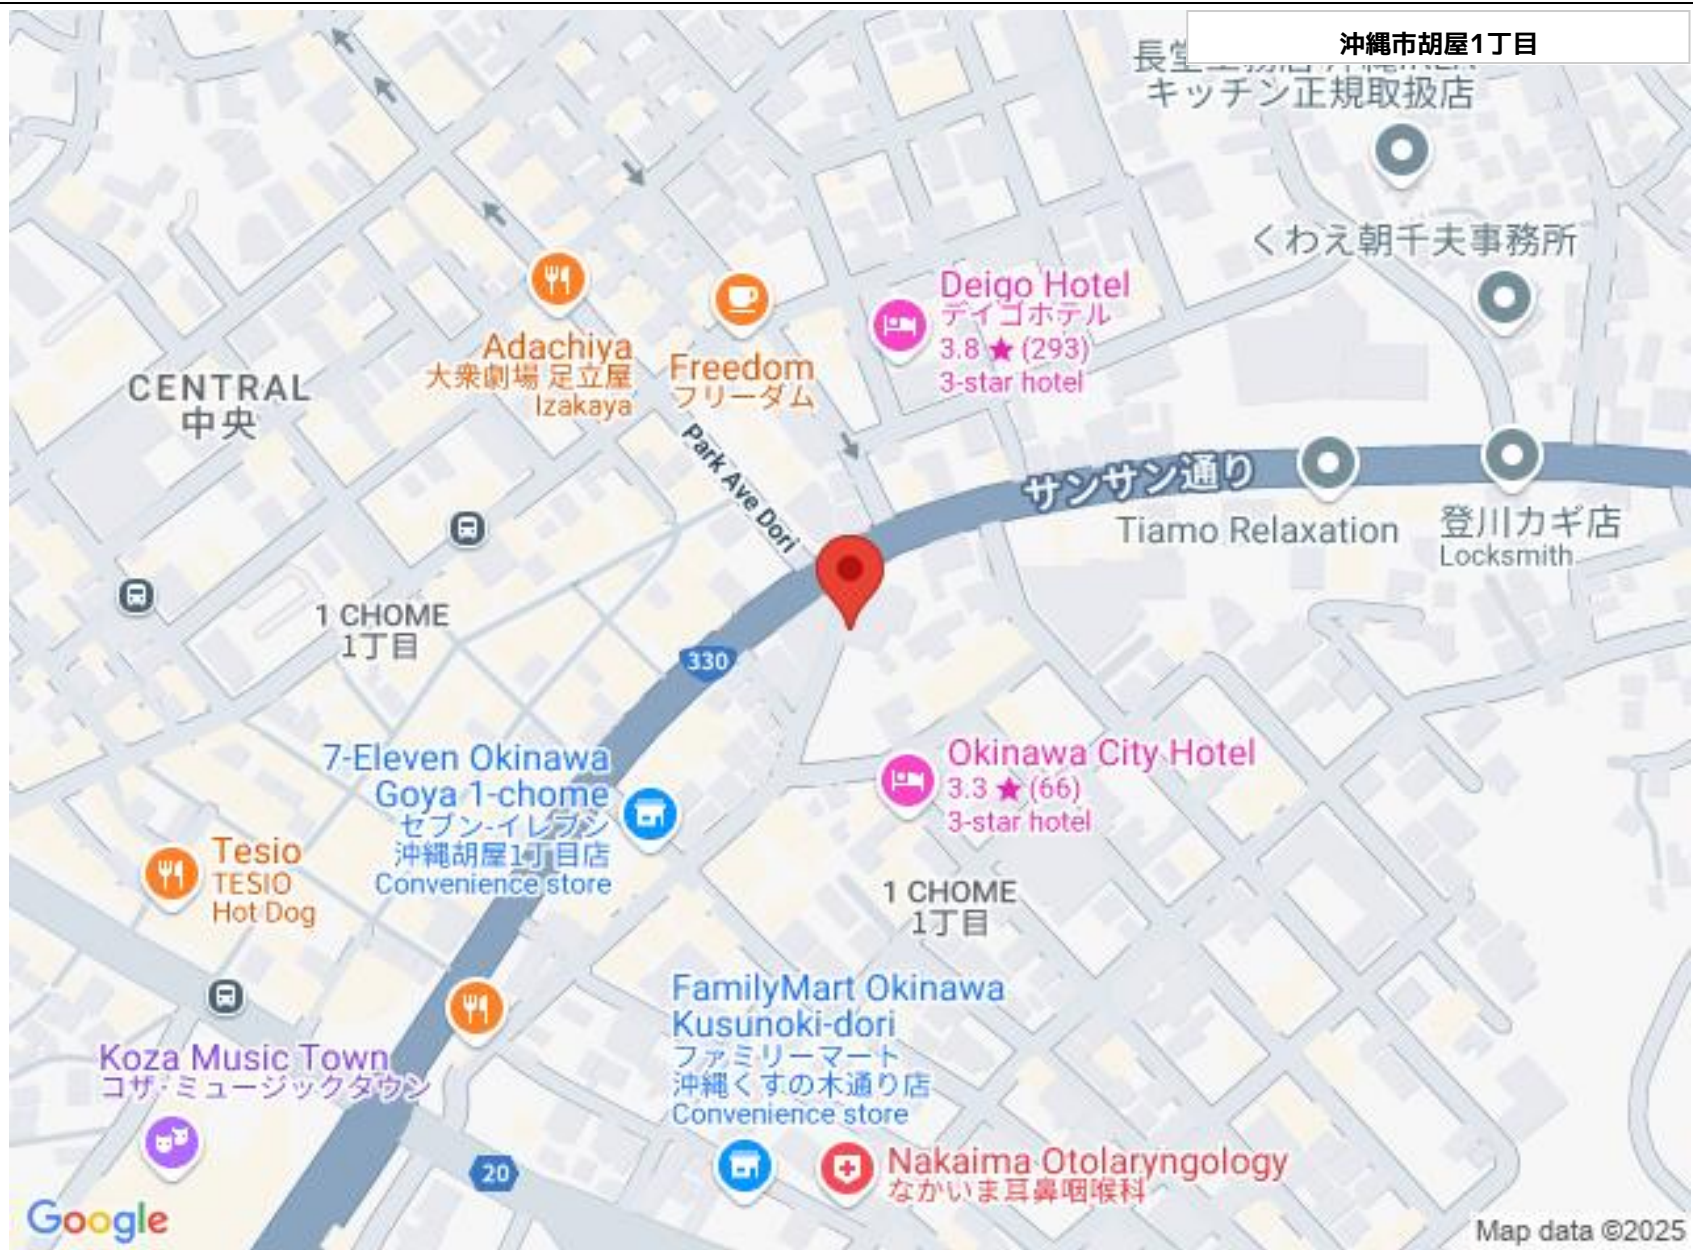 沖縄市胡屋1丁目
キッチン正規取扱店
くわえ朝千夫事務所
Deigo Hotel
デイゴホテル
3.8 ★ (293)
3-star hotel
Adachiya
大衆劇場 足立屋
Izakaya
Freedom
フリーダム
CENTRAL
中央
Park Ave Dori
サンサン通り
Tiamo Relaxation
登川カギ店
Locksmith
1 CHOME
1丁目
330
7-Eleven Okinawa
Goya 1-chome
セブン-イレブン
沖縄胡屋1丁目店
Convenience store
Okinawa City Hotel
3.3 ★ (66)
3-star hotel
Tesio
TESIO
Hot Dog
1 CHOME
1丁目
FamilyMart Okinawa
Kusunoki-dori
ファミリーマート
沖縄くすの木通り店
Convenience store
Koza Music Town
コザ･ミュージックタウン
20
Nakaima Otolaryngology
なかいま耳鼻咽喉科
Google
Map data ©2025